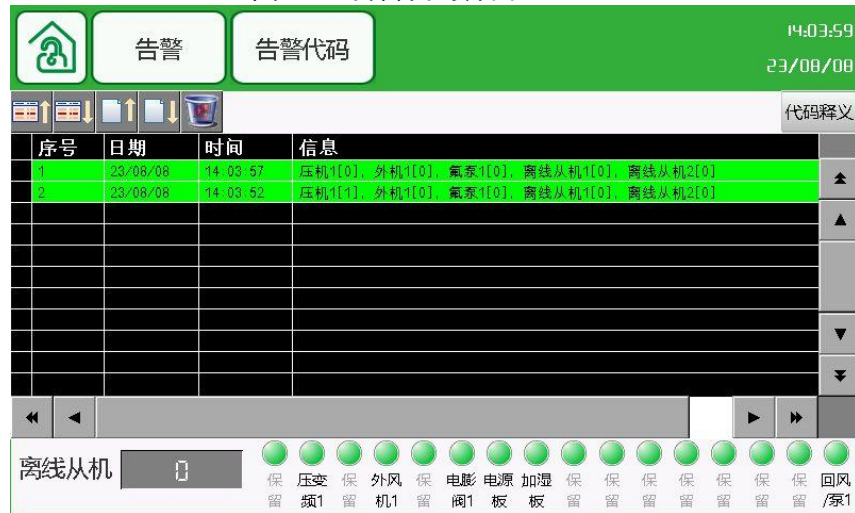 告警
告警代码
14:03:59
23/08/08
代码释义
序号 日期 时间 信息
1 23/08/08 14:03:57 压机1[0], 外机1[0], 氟泵1[0], 离线从机1[0], 离线从机2[0]
2 23/08/08 14:03:52 压机1[1], 外机1[0], 氟泵1[0], 离线从机1[0], 离线从机2[0]
离线从机 0
保留 压变频1 保留 外风机1 保留 电膨阀1 电源板 加湿板 保留 保留 保留 保留 保留 保留 保留 回风/泵1